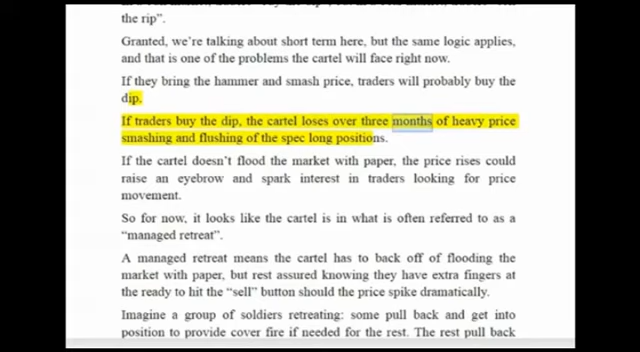 the rip”.
Granted, we’re talking about short term here, but the same logic applies,
and that is one of the problems the cartel will face right now.
If they bring the hammer and smash price, traders will probably buy the
dip.
If traders buy the dip, the cartel loses over three months of heavy price
smashing and flushing of the spec long positions.
If the cartel doesn’t flood the market with paper, the price rises could
raise an eyebrow and spark interest in traders looking for price
movement.
So for now, it looks like the cartel is in what is often referred to as a
“managed retreat”.
A managed retreat means the cartel has to back off of flooding the
market with paper, but rest assured knowing they have extra fingers at
the ready to hit the “sell” button should the price spike dramatically.
Imagine a group of soldiers retreating: some pull back and get into
position to provide cover fire if needed for the rest. The rest pull back